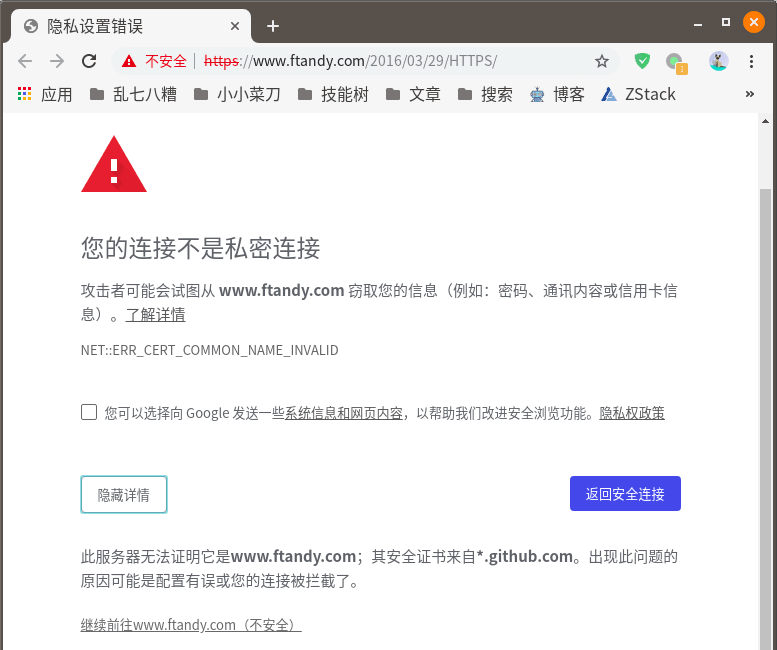 隐私设置错误
不安全 https://www.ftandy.com/2016/03/29/HTTPS/
应用 乱七八糟 小小菜刀 技能树 文章 搜索 博客 ZStack »
您的连接不是私密连接
攻击者可能会试图从 www.ftandy.com 窃取您的信息（例如：密码、通讯内容或信用卡信
息）。了解详情
NET::ERR_CERT_COMMON_NAME_INVALID
您可以选择向 Google 发送一些系统信息和网页内容，以帮助我们改进安全浏览功能。隐私权政策
隐藏详情 返回安全连接
此服务器无法证明它是www.ftandy.com；其安全证书来自*.github.com。出现此问题的
原因可能是配置有误或您的连接被拦截了。
继续前往www.ftandy.com（不安全）